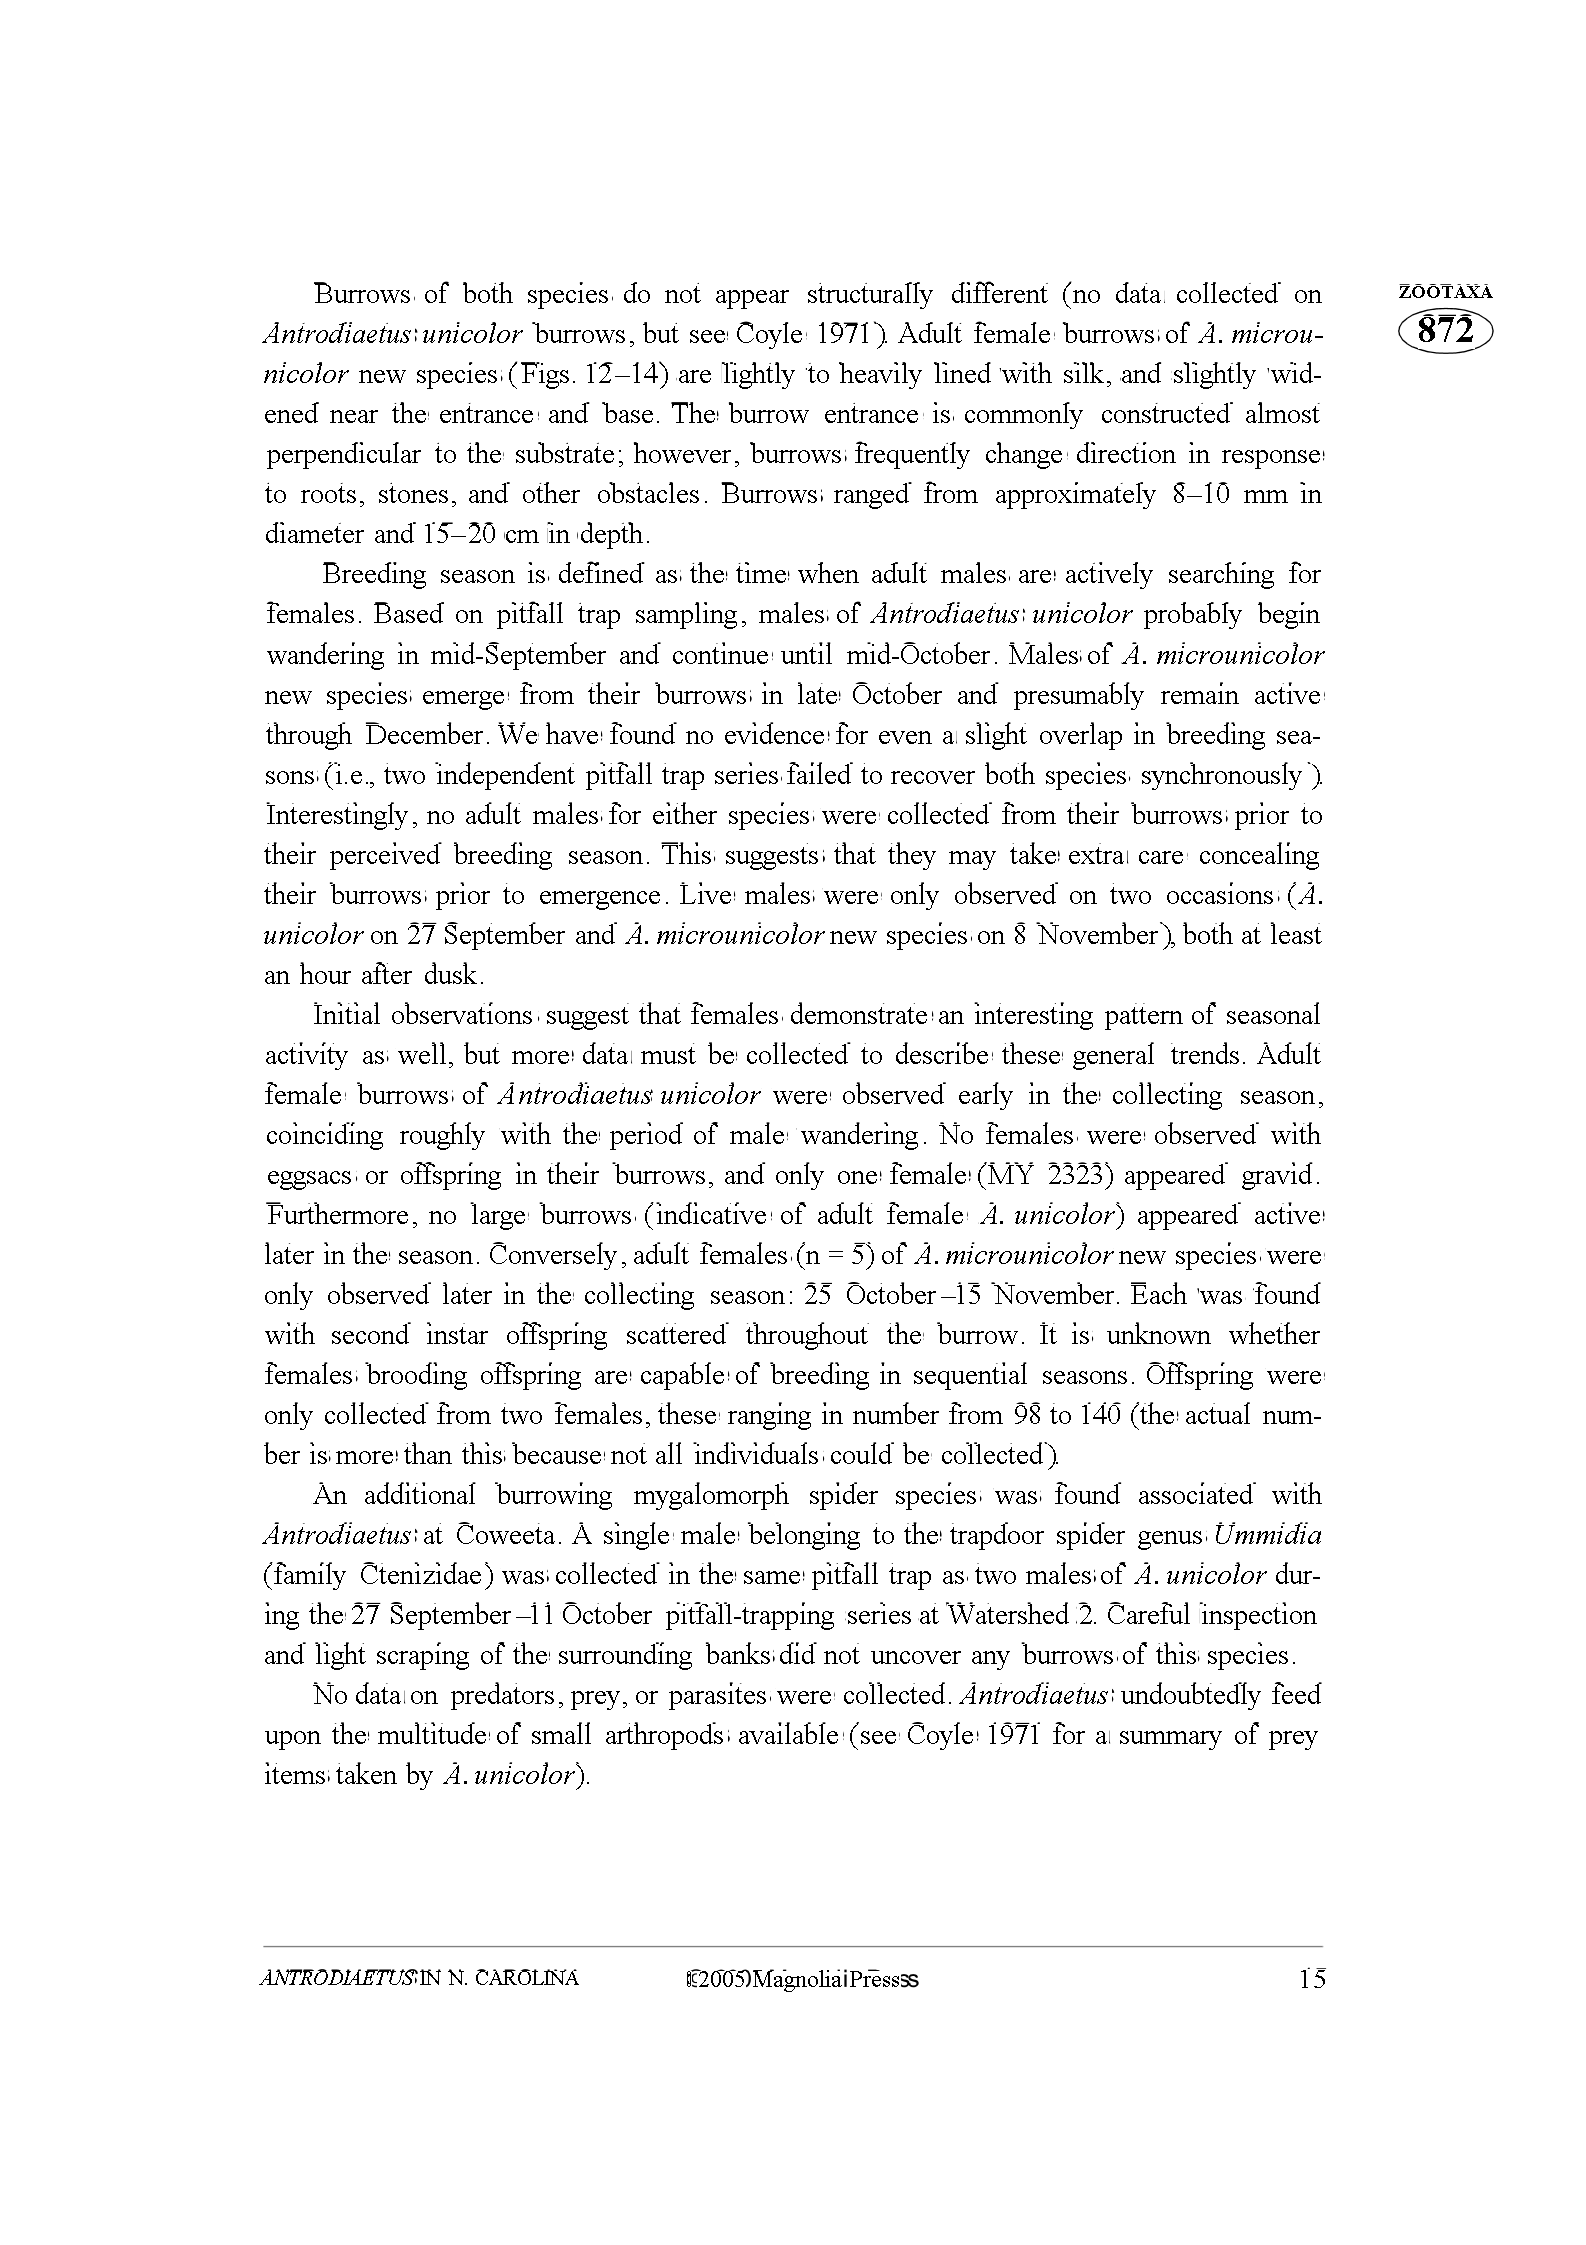 Burrows of both species do not appear structurally different (no data collected on
Antrodiaetus unicolor burrows, but see Coyle 1971). Adult female burrows of A. microu-
nicolor new species (Figs. 12–14) are lightly to heavily lined with silk, and slightly wid-
ened near the entrance and base. The burrow entrance is commonly constructed almost
perpendicular to the substrate; however, burrows frequently change direction in response
to roots, stones, and other obstacles. Burrows ranged from approximately 8–10 mm in
diameter and 15–20 cm in depth.
Breeding season is defined as the time when adult males are actively searching for
females. Based on pitfall trap sampling, males of Antrodiaetus unicolor probably begin
wandering in mid-September and continue until mid-October. Males of A. microunicolor
new species emerge from their burrows in late October and presumably remain active
through December. We have found no evidence for even a slight overlap in breeding sea-
sons (i.e., two independent pitfall trap series failed to recover both species synchronously).
Interestingly, no adult males for either species were collected from their burrows prior to
their perceived breeding season. This suggests that they may take extra care concealing
their burrows prior to emergence. Live males were only observed on two occasions (A.
unicolor on 27 September and A. microunicolor new species on 8 November), both at least
an hour after dusk.
Initial observations suggest that females demonstrate an interesting pattern of seasonal
activity as well, but more data must be collected to describe these general trends. Adult
female burrows of Antrodiaetus unicolor were observed early in the collecting season,
coinciding roughly with the period of male wandering. No females were observed with
eggsacs or offspring in their burrows, and only one female (MY 2323) appeared gravid.
Furthermore, no large burrows (indicative of adult female A. unicolor) appeared active
later in the season. Conversely, adult females (n = 5) of A. microunicolor new species were
only observed later in the collecting season: 25 October–15 November. Each was found
with second instar offspring scattered throughout the burrow. It is unknown whether
females brooding offspring are capable of breeding in sequential seasons. Offspring were
only collected from two females, these ranging in number from 98 to 140 (the actual num-
ber is more than this because not all individuals could be collected).
An additional burrowing mygalomorph spider species was found associated with
Antrodiaetus at Coweeta. A single male belonging to the trapdoor spider genus Ummidia
(family Ctenizidae) was collected in the same pitfall trap as two males of A. unicolor dur-
ing the 27 September–11 October pitfall-trapping series at Watershed 2. Careful inspection
and light scraping of the surrounding banks did not uncover any burrows of this species.
No data on predators, prey, or parasites were collected. Antrodiaetus undoubtedly feed
upon the multitude of small arthropods available (see Coyle 1971 for a summary of prey
items taken by A. unicolor).
ZOOTAXA
872
ANTRODIAETUS IN N. CAROLINA © 2005 Magnolia Press 15